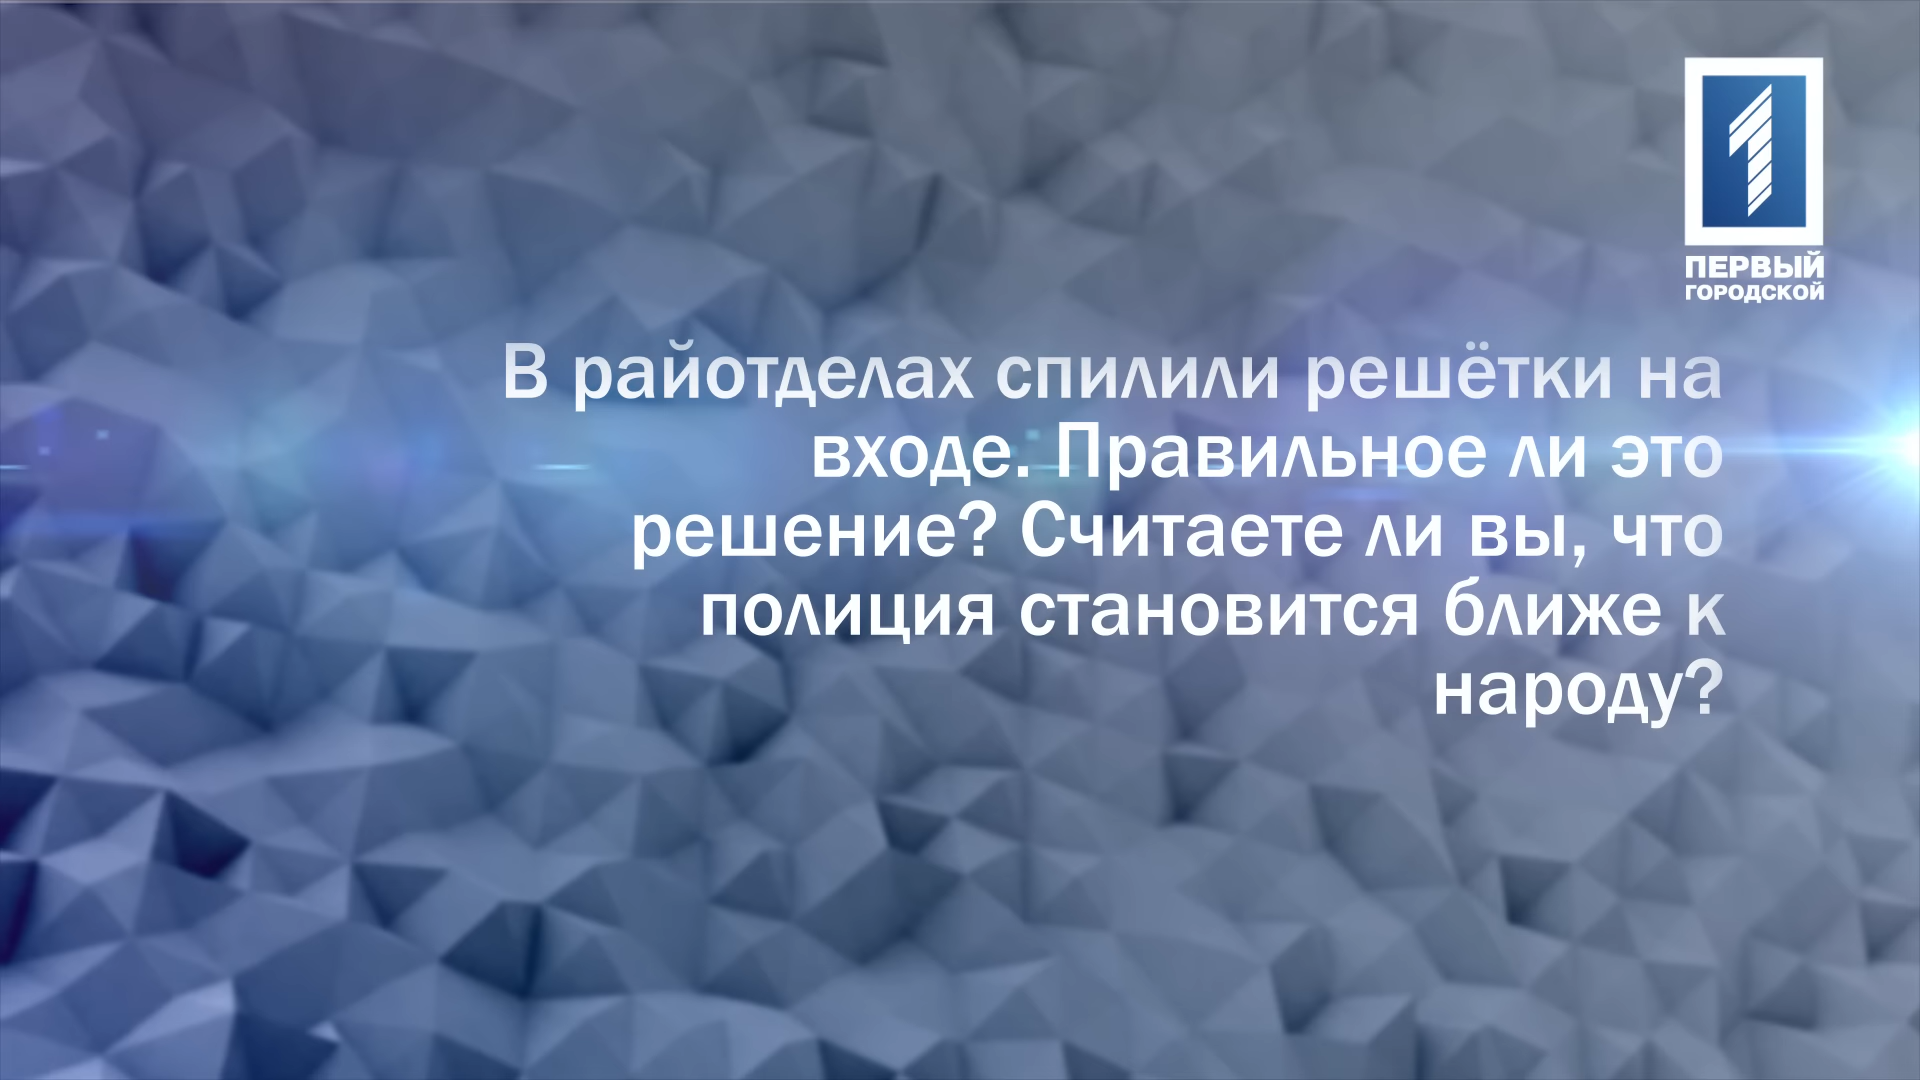 ПЕРВЫЙ
ГОРОДСКОЙ
В райотделах спилили решётки на
входе. Правильное ли это
решение? Считаете ли вы, что
полиция становится ближе к
народу?